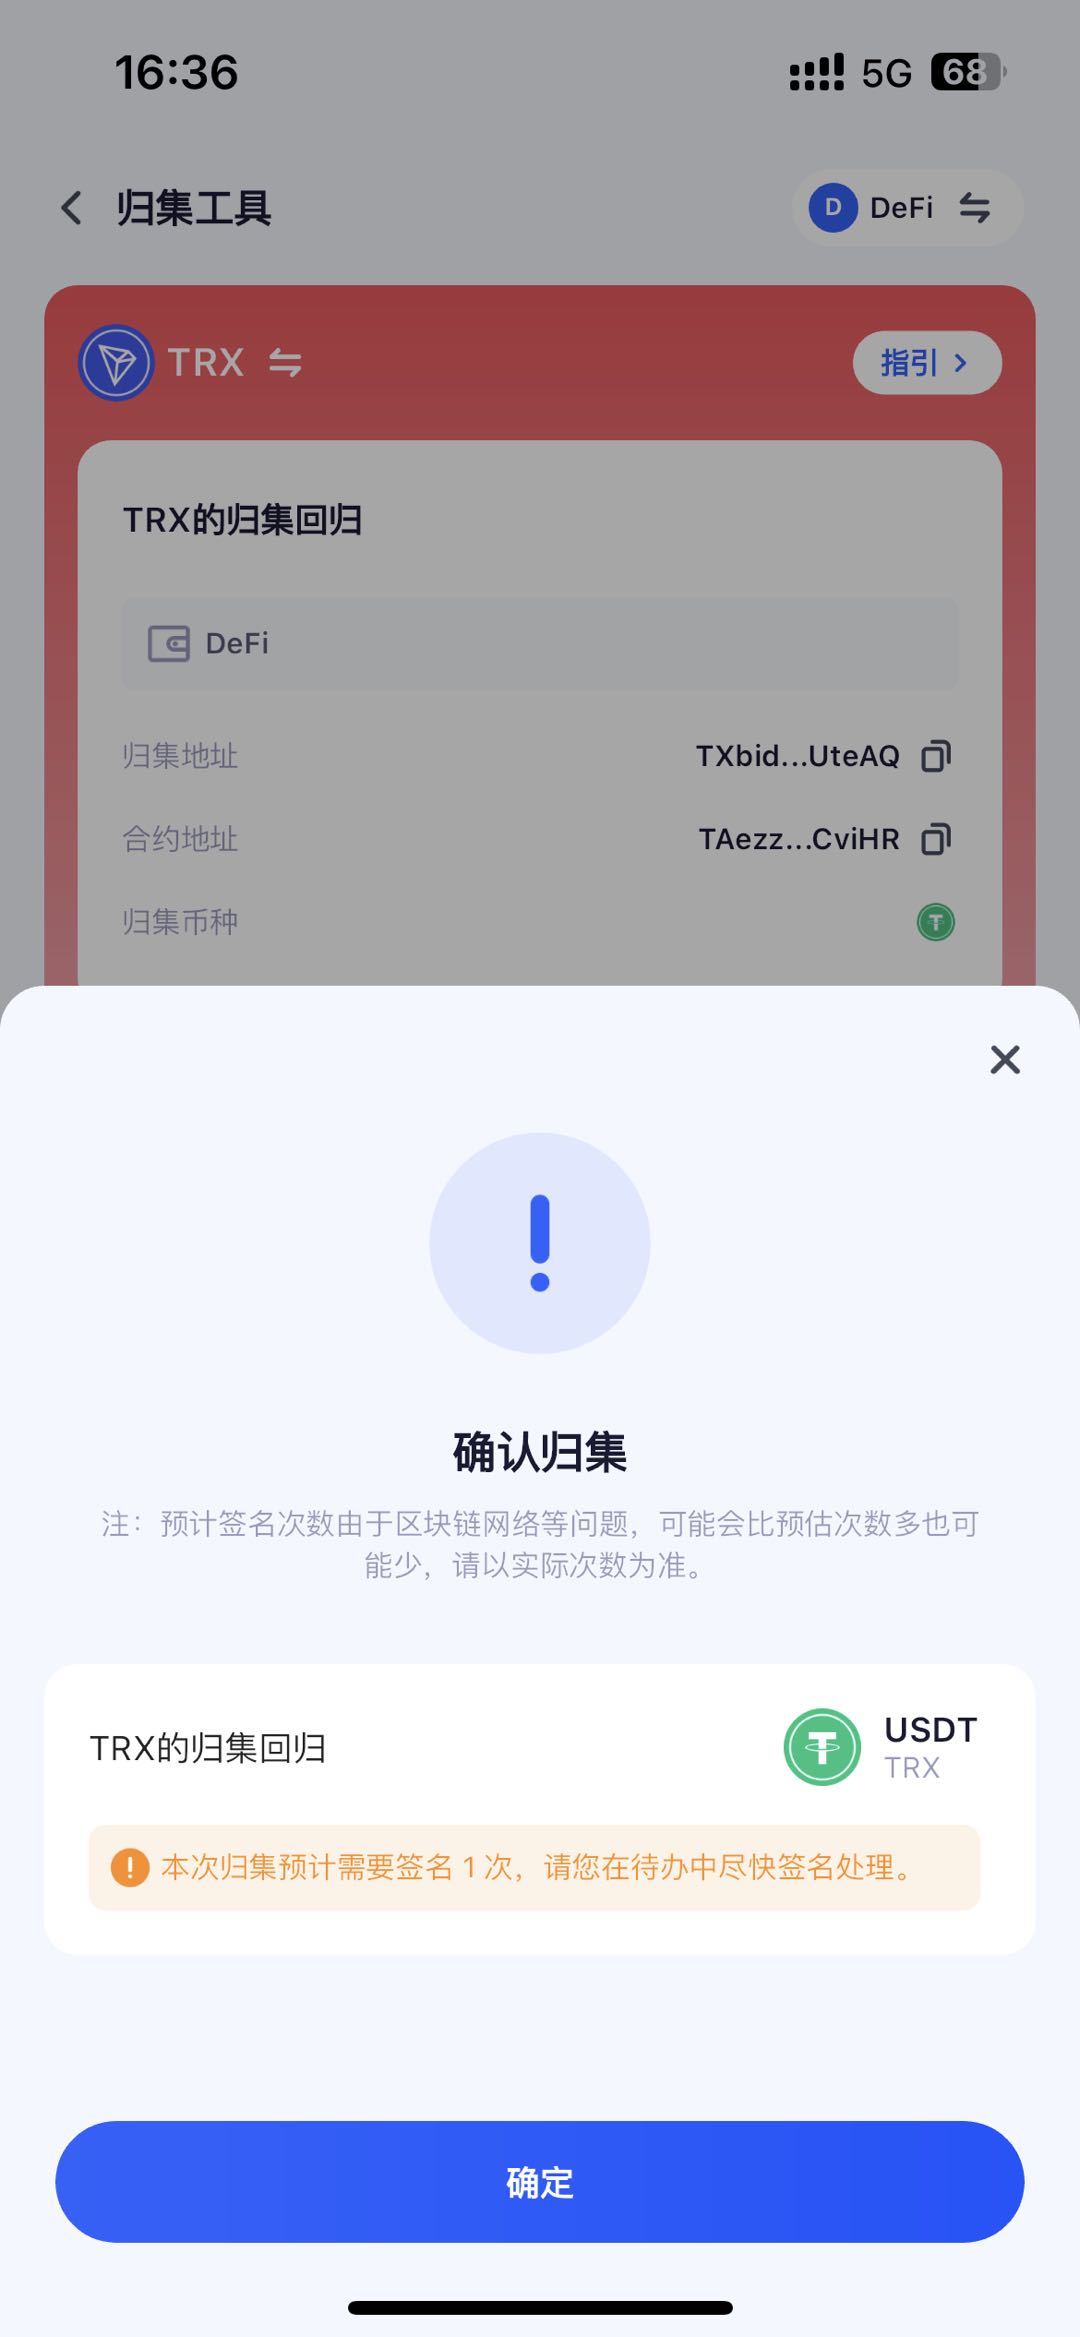 16:36
5G 68
归集工具
D DeFi
TRX
指引
TRX的归集回归
DeFi
归集地址
TXbid...UteAQ
合约地址
TAezz...CviHR
归集币种
确认归集
注：预计签名次数由于区块链网络等问题，可能会比预估次数多也可
能少，请以实际次数为准。
TRX的归集回归
USDT
TRX
本次归集预计需要签名 1 次，请您在待办中尽快签名处理。
确定